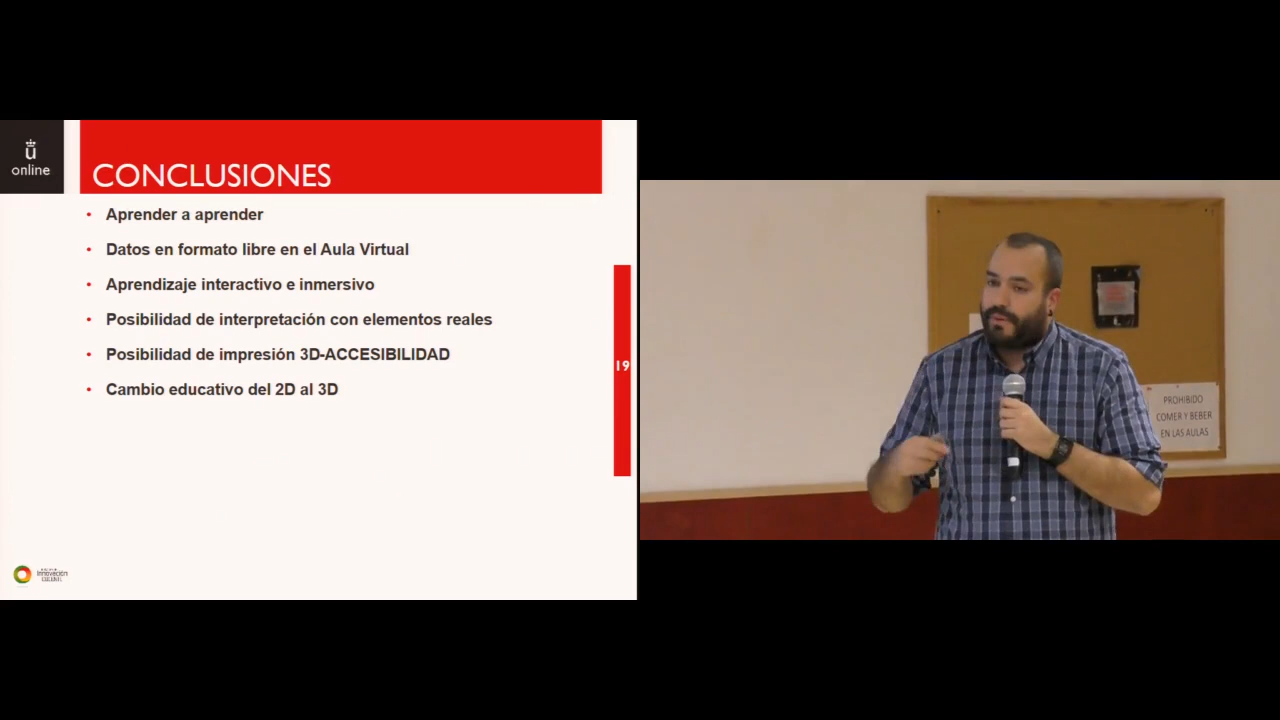 ü
online
CONCLUSIONES
• Aprender a aprender
• Datos en formato libre en el Aula Virtual
• Aprendizaje interactivo e inmersivo
• Posibilidad de interpretación con elementos reales
• Posibilidad de impresión 3D-ACCESIBILIDAD
• Cambio educativo del 2D al 3D
19
innovación
PROHIBIDO
COMER Y BEBER
EN LAS AULAS